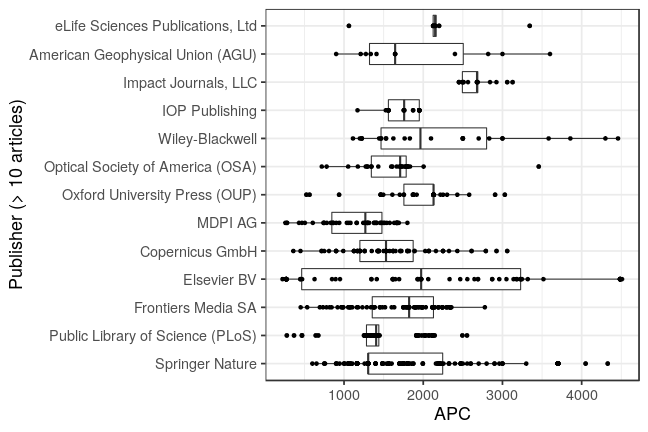 Publisher (> 10 articles)
eLife Sciences Publications, Ltd
American Geophysical Union (AGU)
Impact Journals, LLC
IOP Publishing
Wiley-Blackwell
Optical Society of America (OSA)
Oxford University Press (OUP)
MDPI AG
Copernicus GmbH
Elsevier BV
Frontiers Media SA
Public Library of Science (PLoS)
Springer Nature
1000 2000 3000 4000
APC